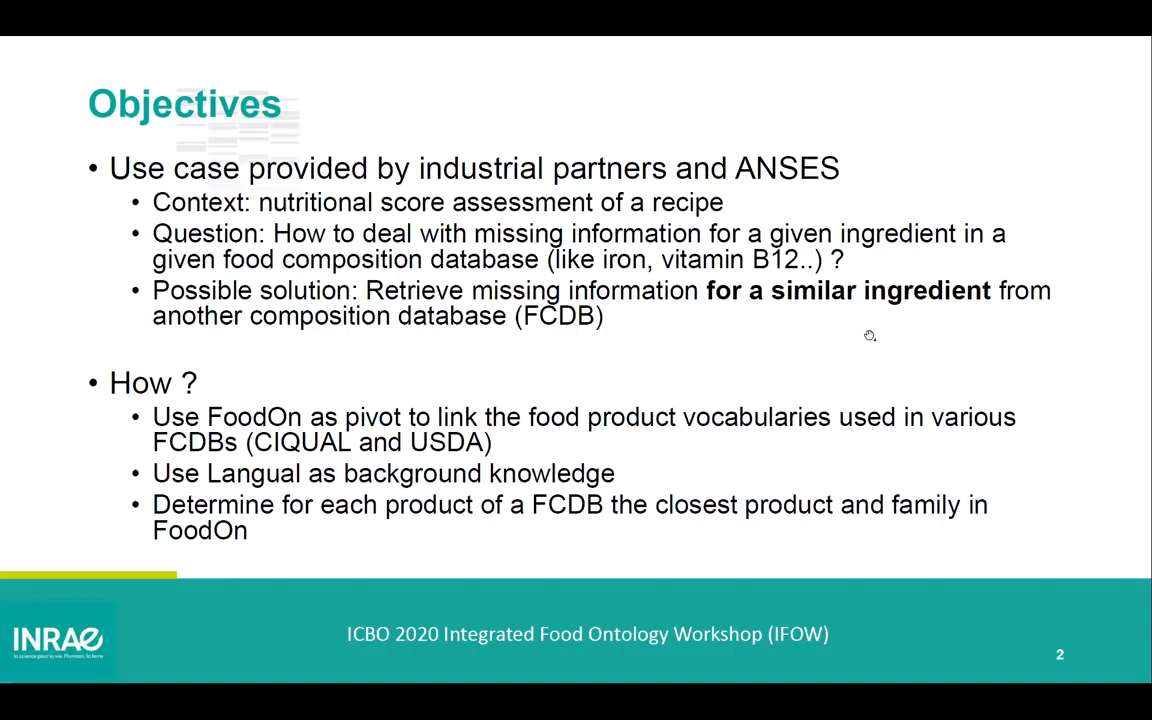 Objectives
• Use case provided by industrial partners and ANSES
• Context: nutritional score assessment of a recipe
• Question: How to deal with missing information for a given ingredient in a
given food composition database (like iron, vitamin B12..) ?
• Possible solution: Retrieve missing information for a similar ingredient from
another composition database (FCDB)
• How ?
• Use FoodOn as pivot to link the food product vocabularies used in various
FCDBs (CIQUAL and USDA)
• Use Langual as background knowledge
• Determine for each product of a FCDB the closest product and family in
FoodOn
INRAE
ICBO 2020 Integrated Food Ontology Workshop (IFOW)
2